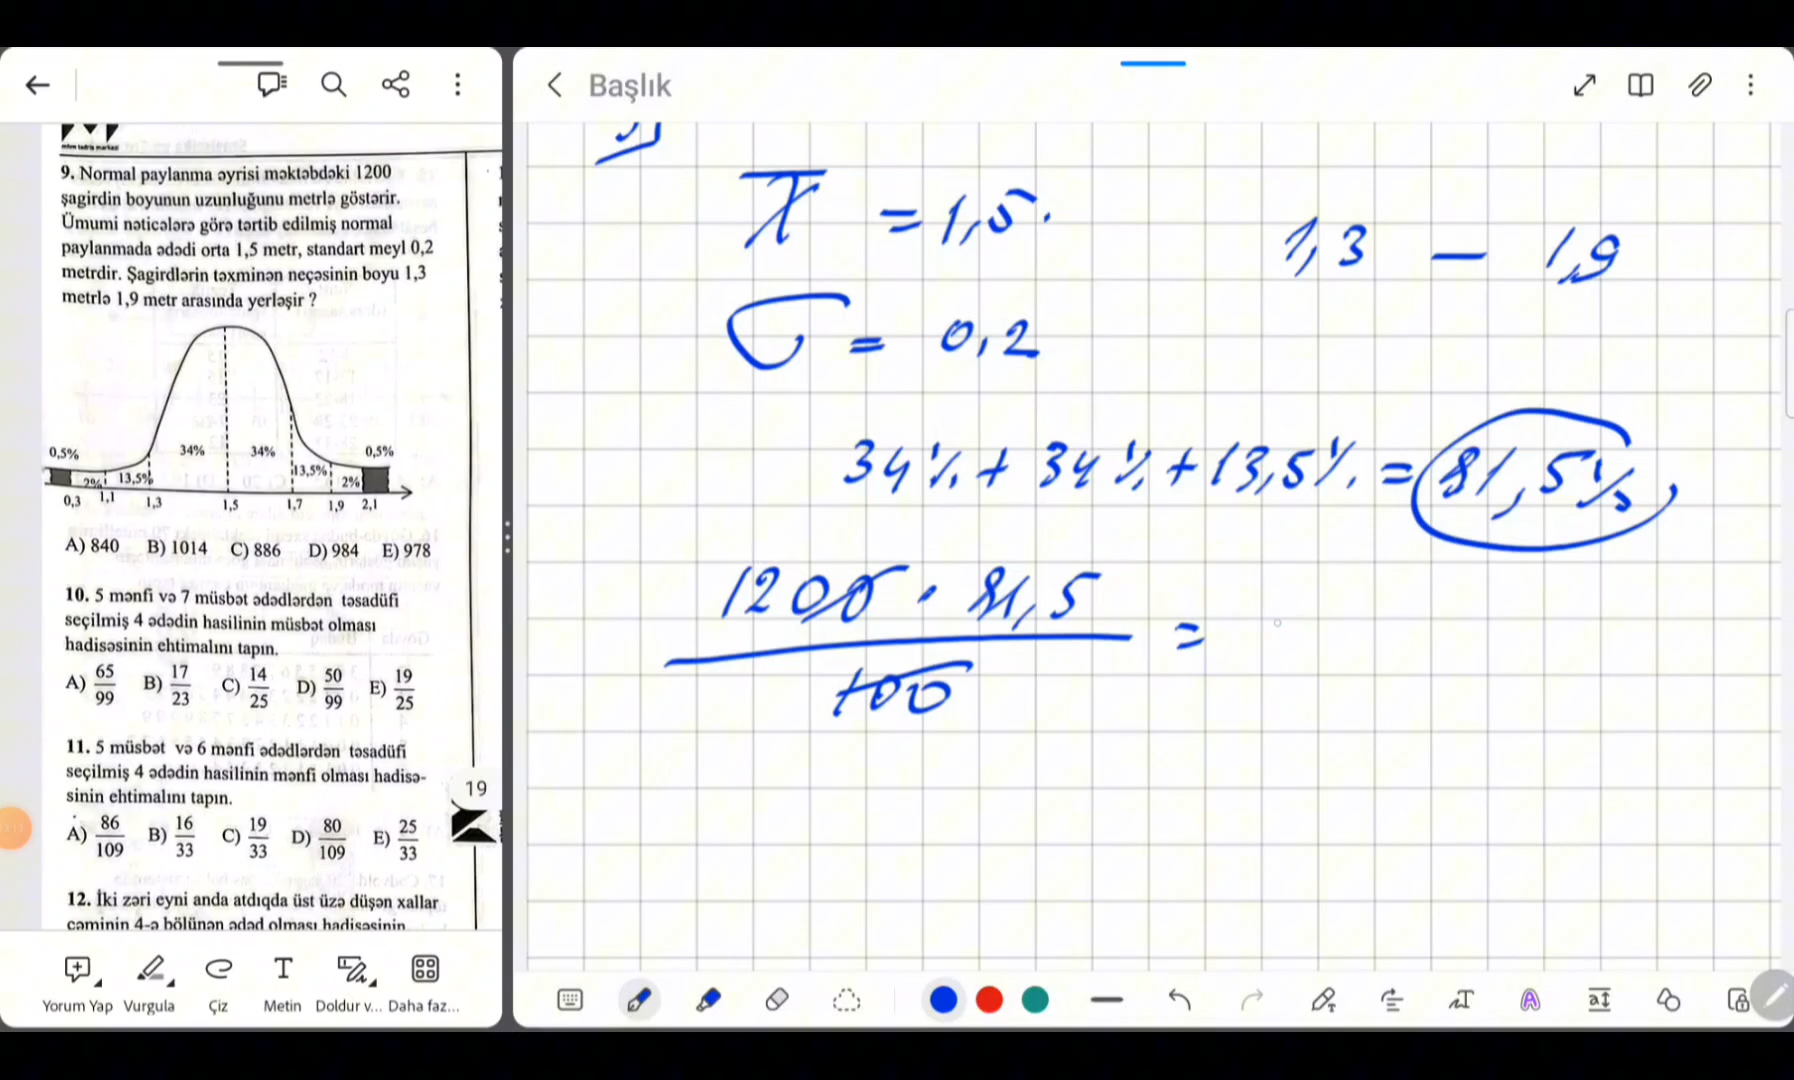 Başlık
9. Normal paylanma əyrisi məktəbdəki 1200
şagirdin boyunun uzunluğunu metrlə göstərir.
Ümumi nəticələrə görə tərtib edilmiş normal
paylanmada ədədi orta 1,5 metr, standart meyl 0,2
metrdir. Şagirdlərin təxminən neçəsinin boyu 1,3
metrlə 1,9 metr arasında yerləşir ?
0,5% 34% 34% 0,5%
2% 13,5% 13,5% 2%
0,3 1,1 1,3 1,5 1,7 1,9 2,1
A) 840 B) 1014 C) 886 D) 984 E) 978
10. 5 mənfi və 7 müsbət ədədlərdən təsadüfi
seçilmiş 4 ədədin hasilinin müsbət olması
hadisəsinin ehtimalını tapın.
A) 65/99 B) 17/23 C) 14/25 D) 50/99 E) 19/25
11. 5 müsbət və 6 mənfi ədədlərdən təsadüfi
seçilmiş 4 ədədin hasilinin mənfi olması hadisə-
sinin ehtimalını tapın.
A) 86/109 B) 16/33 C) 19/33 D) 80/109 E) 25/33
12. İki zəri eyni anda atdıqda üst üzə düşən xallar
cəminin 4-ə bölünən ədəd olması hadisəsinin
19
Yorum Yap Vurgula Çiz Metin Doldur v... Daha faz...
x̅ = 1,5.
1,3 — 1,9
σ = 0,2
34% + 34% + 13,5% = 81,5%
1200 · 81,5 / 100 =